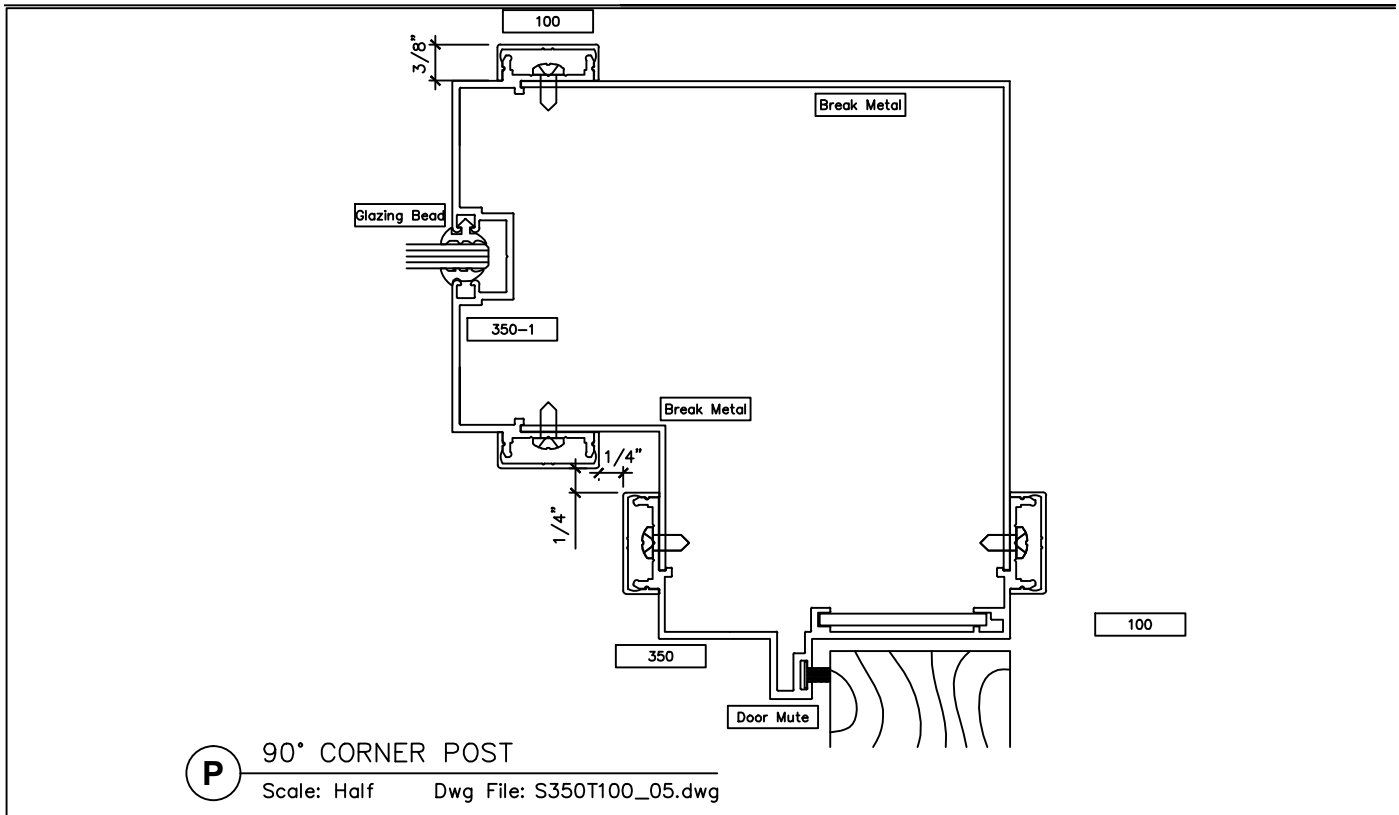 100
3/8"
Break Metal
Glazing Bead
350-1
Break Metal
1/4"
1/4"
100
350
Door Mute
P
90° CORNER POST
Scale: Half Dwg File: S350T100_05.dwg